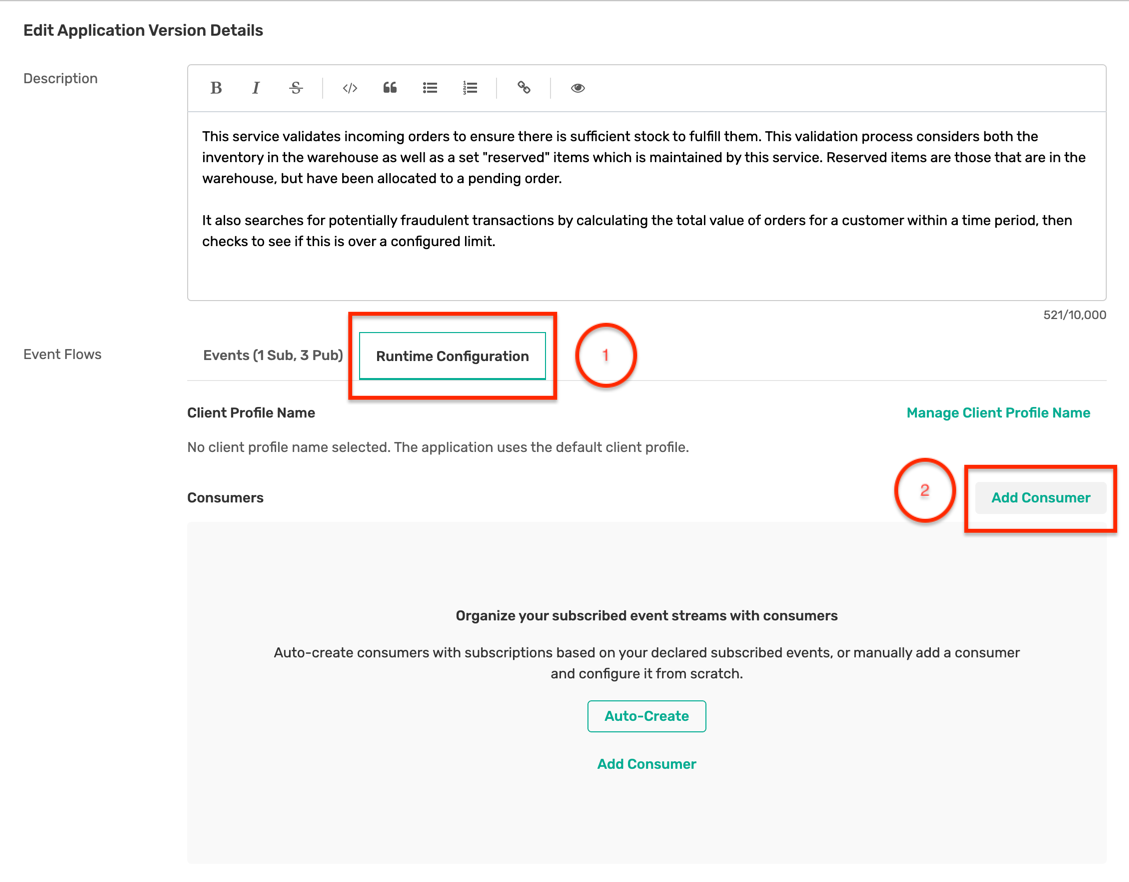 Edit Application Version Details
Description
B I S </>
This service validates incoming orders to ensure there is sufficient stock to fulfill them. This validation process considers both the
inventory in the warehouse as well as a set "reserved" items which is maintained by this service. Reserved items are those that are in the
warehouse, but have been allocated to a pending order.
It also searches for potentially fraudulent transactions by calculating the total value of orders for a customer within a time period, then
checks to see if this is over a configured limit.
521/10,000
Event Flows
Events (1 Sub, 3 Pub) Runtime Configuration 1
Client Profile Name Manage Client Profile Name
No client profile name selected. The application uses the default client profile.
Consumers 2 Add Consumer
Organize your subscribed event streams with consumers
Auto-create consumers with subscriptions based on your declared subscribed events, or manually add a consumer
and configure it from scratch.
Auto-Create
Add Consumer